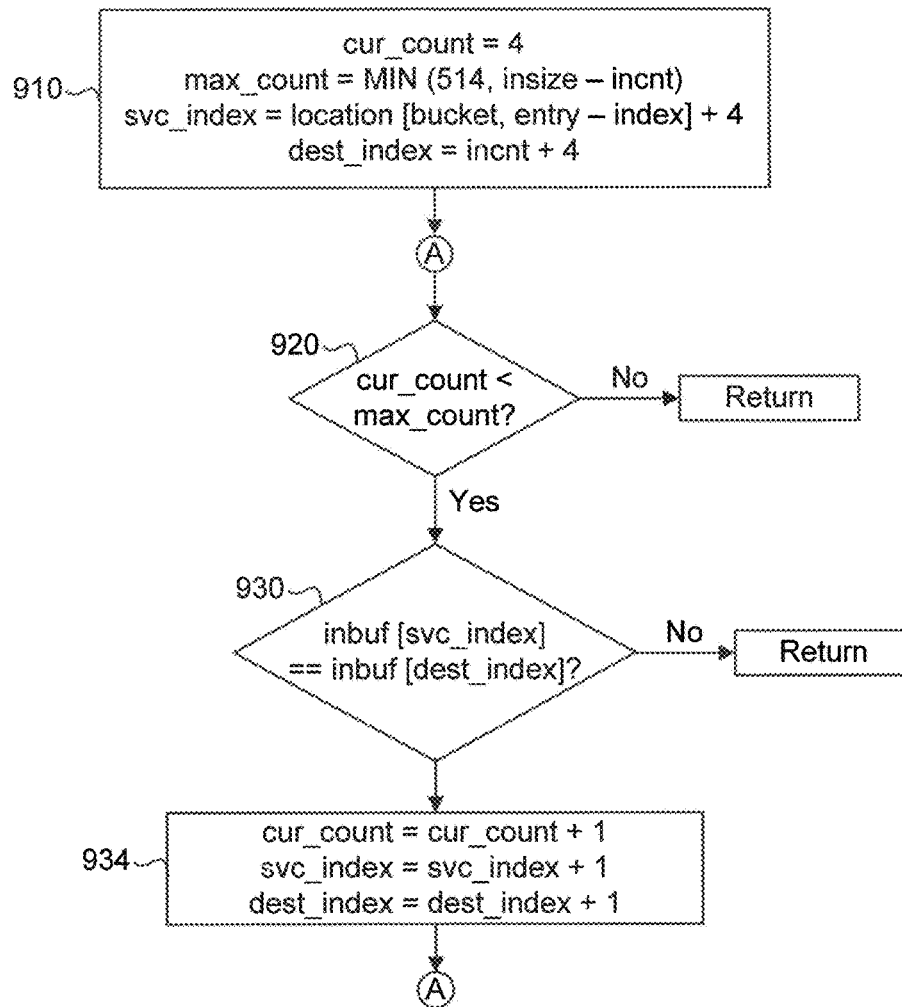 910
cur_count = 4
max_count = MIN (514, insize – incnt)
svc_index = location [bucket, entry – index] + 4
dest_index = incnt + 4
A
920
cur_count <
max_count?
No
Return
Yes
930
inbuf [svc_index]
== inbuf [dest_index]?
No
Return
934
cur_count = cur_count + 1
svc_index = svc_index + 1
dest_index = dest_index + 1
A